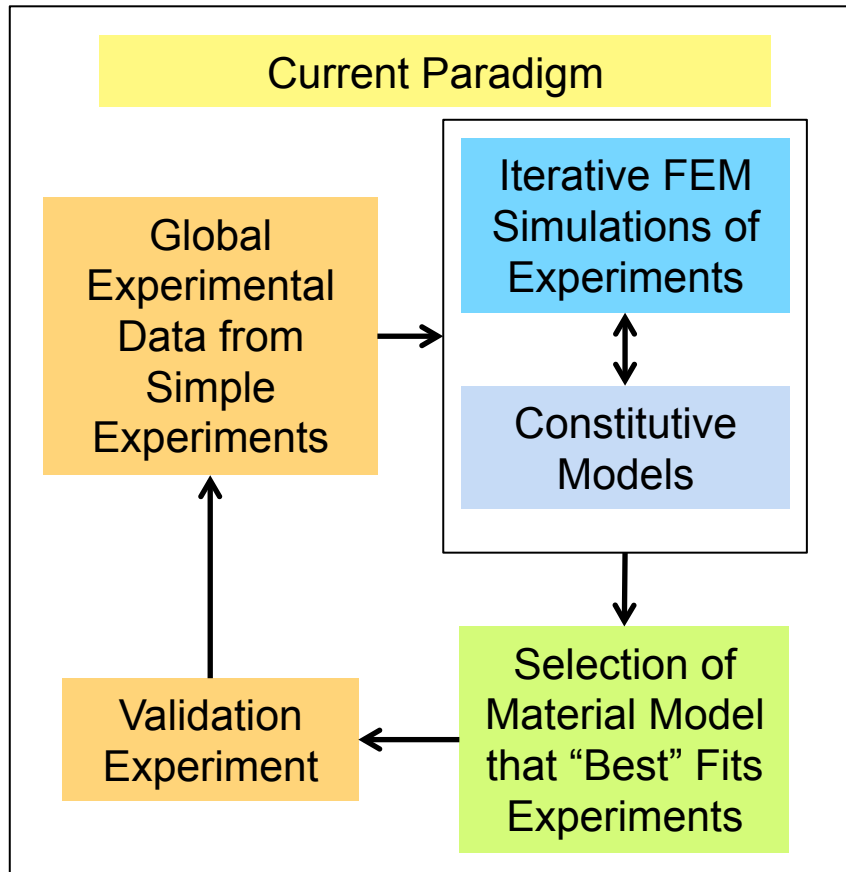 Current Paradigm
Global
Experimental
Data from
Simple
Experiments
Iterative FEM
Simulations of
Experiments
Constitutive
Models
Selection of
Material Model
that “Best” Fits
Experiments
Validation
Experiment